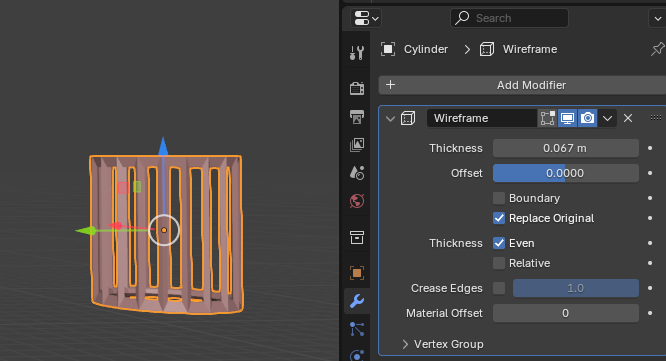 Search
Cylinder > Wireframe
+ Add Modifier
Wireframe
Thickness 0.067 m
Offset 0.0000
Boundary
Replace Original
Thickness Even
Relative
Crease Edges 1.0
Material Offset 0
Vertex Group